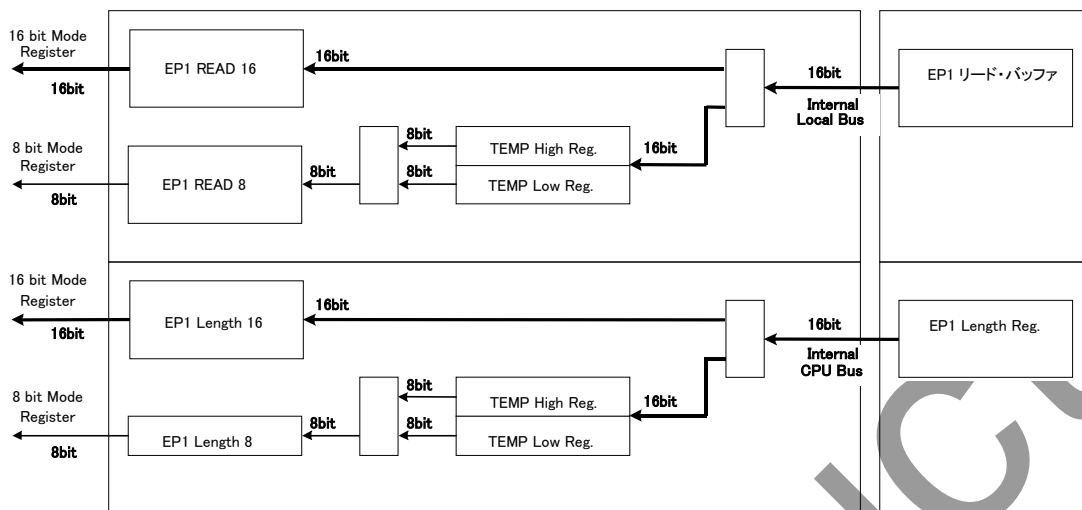 16 bit Mode
Register
16bit
EP1 READ 16
16bit
16bit
Internal
Local Bus
EP1 リード・バッファ
8 bit Mode
Register
8bit
EP1 READ 8
8bit
8bit
8bit
TEMP High Reg.
TEMP Low Reg.
16bit
16 bit Mode
Register
16bit
EP1 Length 16
16bit
16bit
Internal
CPU Bus
EP1 Length Reg.
8 bit Mode
Register
8bit
EP1 Length 8
8bit
8bit
8bit
TEMP High Reg.
TEMP Low Reg.
16bit